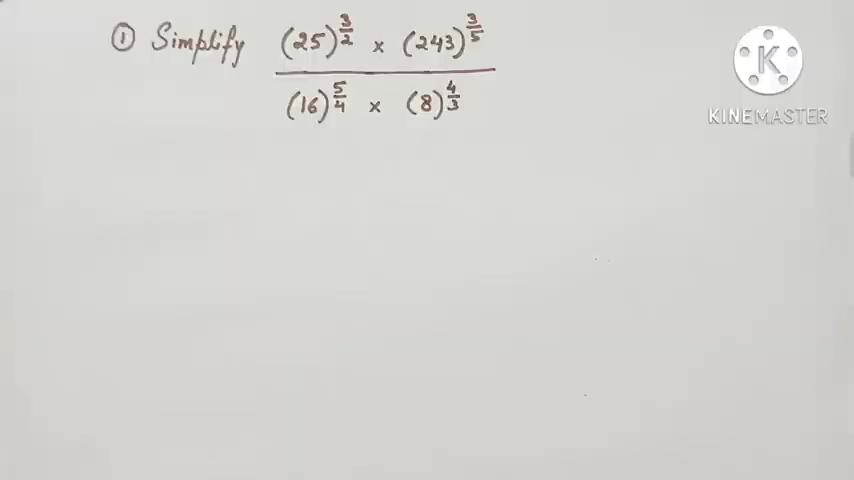 ① Simplify (25)^(3/2) × (243)^(3/5)
(16)^(5/4) × (8)^(4/3)
K
KINEMASTER